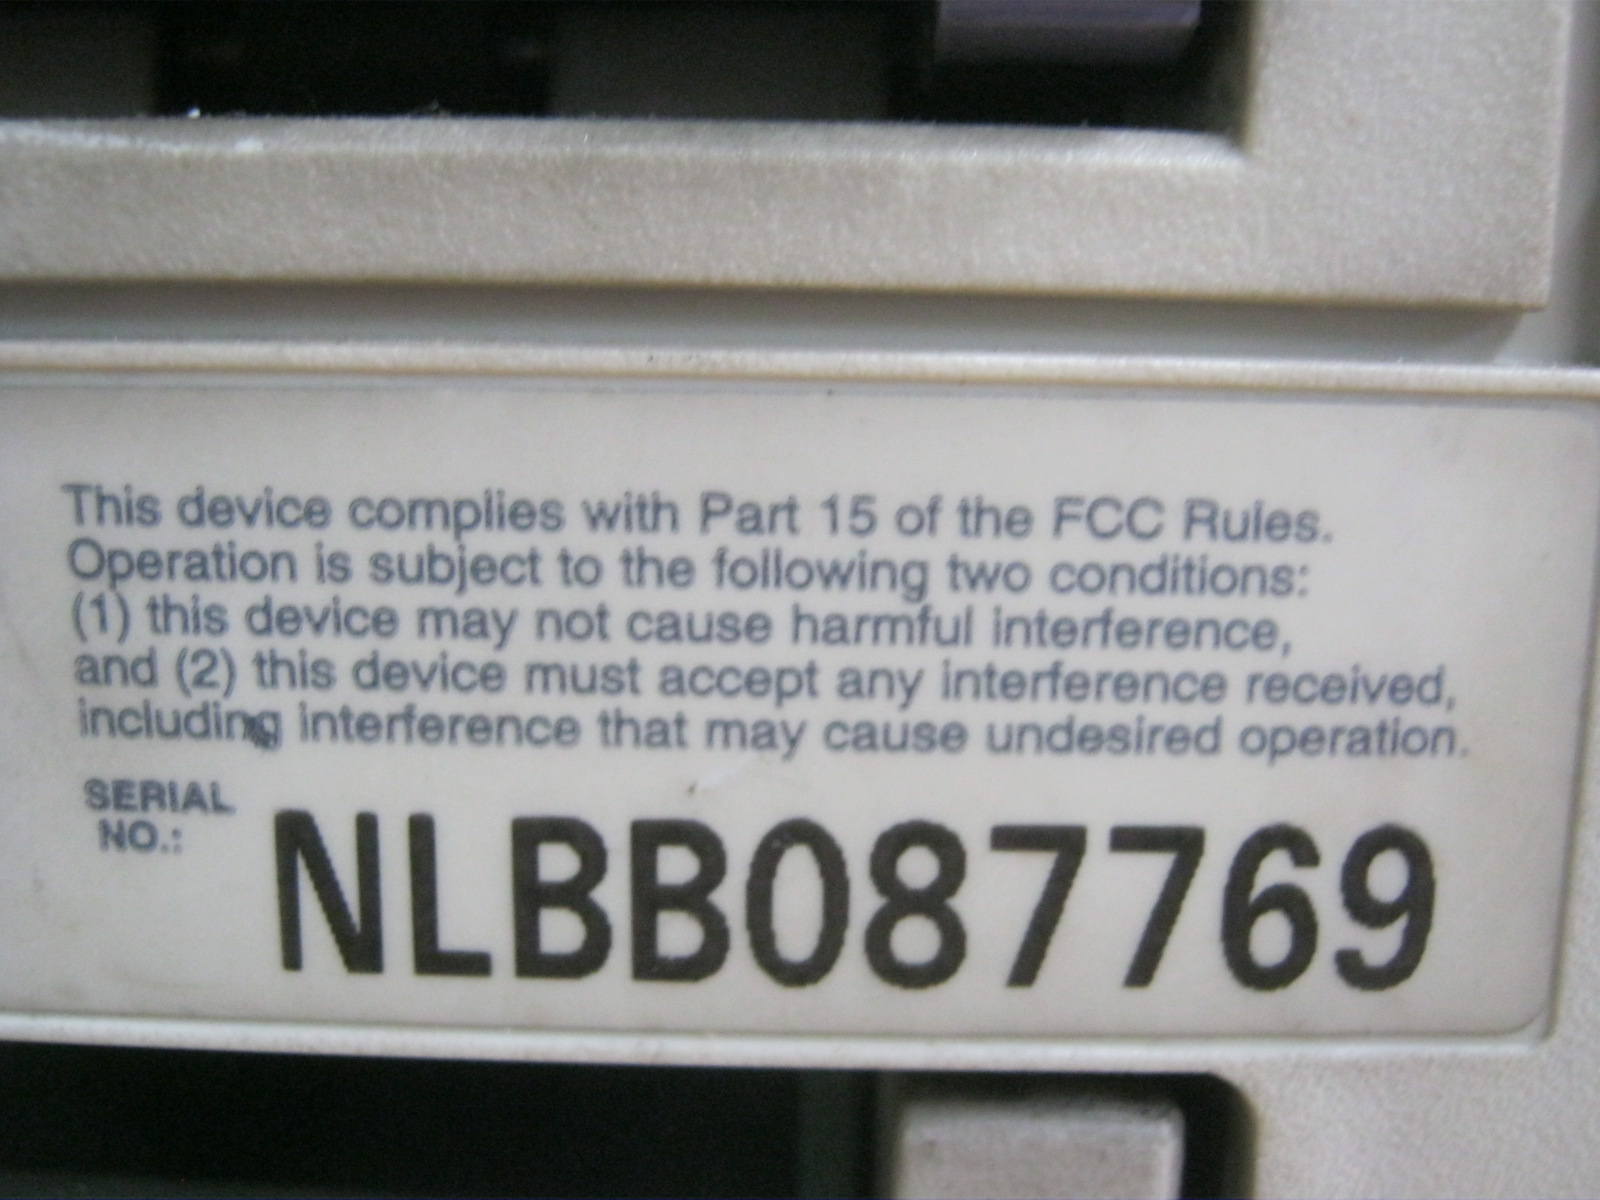 This device complies with Part 15 of the FCC Rules.
Operation is subject to the following two conditions:
(1) this device may not cause harmful interference,
and (2) this device must accept any interference received,
including interference that may cause undesired operation.
SERIAL
NO.:
NLBB087769